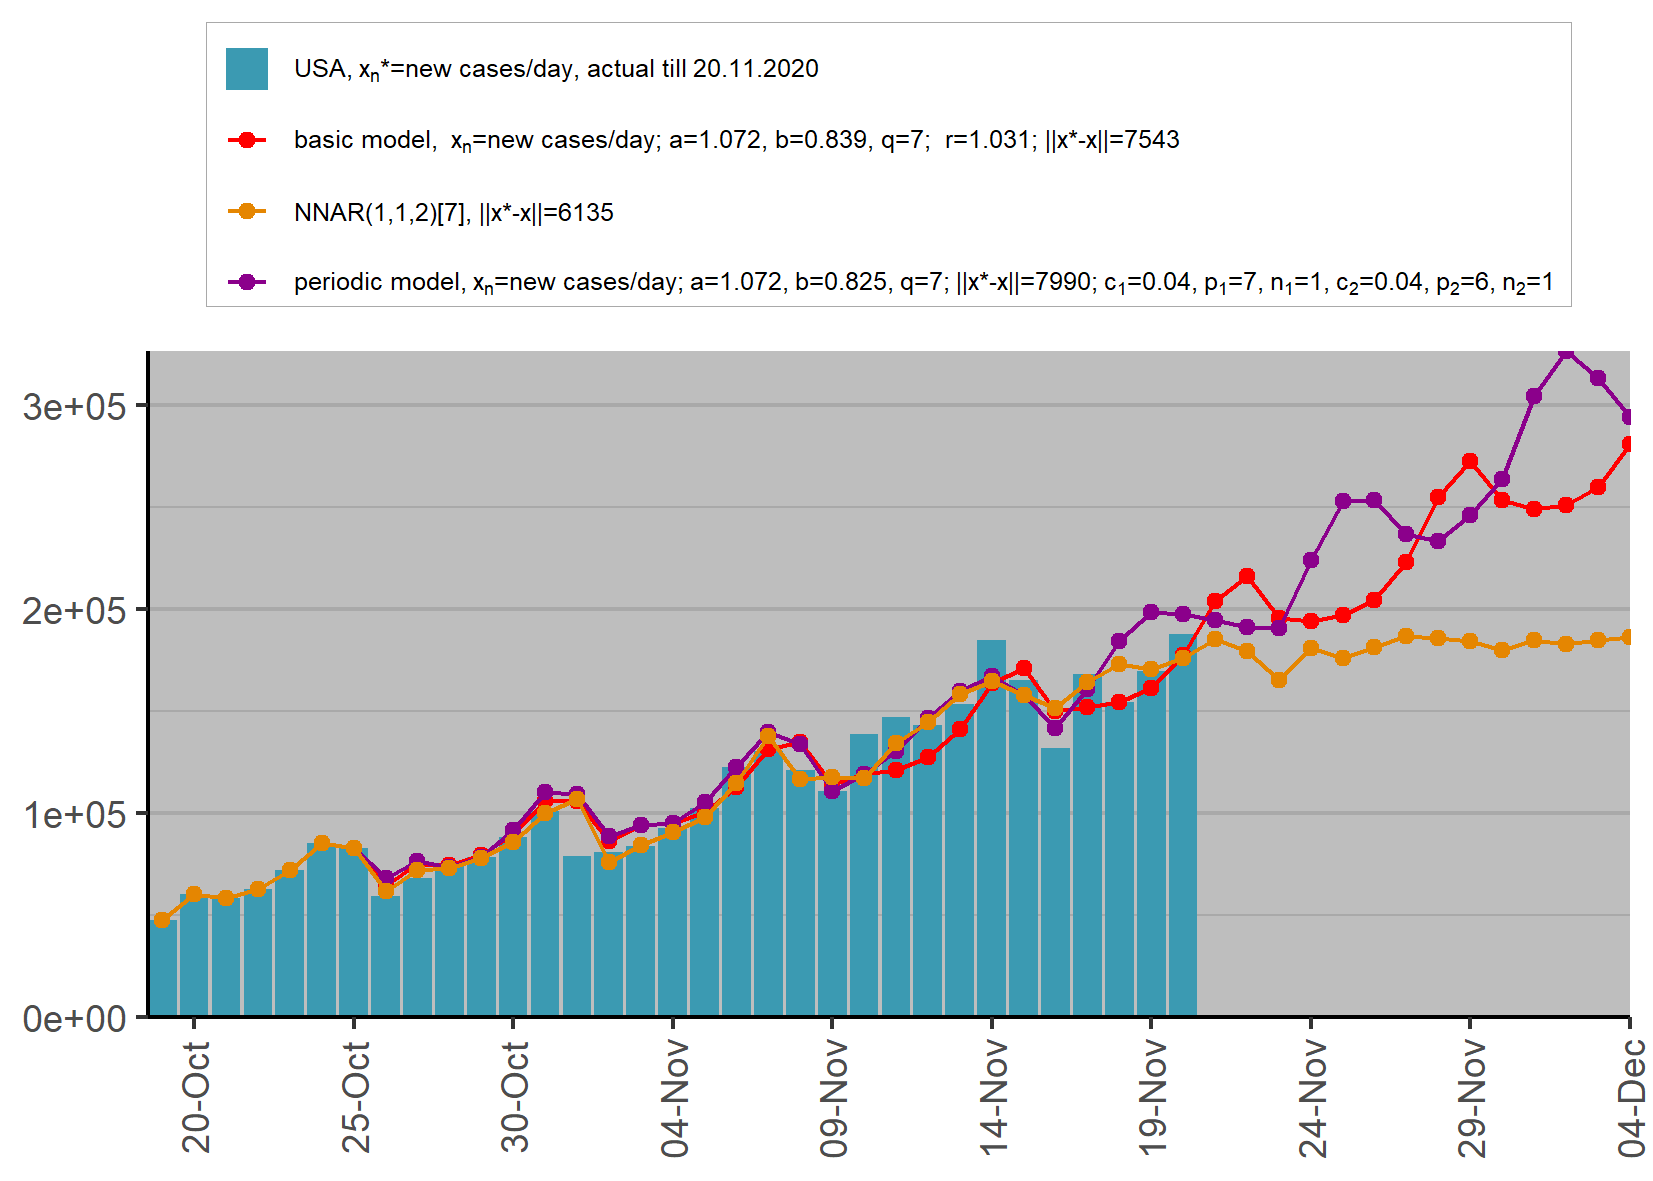 USA, xₙ*=new cases/day, actual till 20.11.2020
basic model,  xₙ=new cases/day; a=1.072, b=0.839, q=7;  r=1.031; ||x*-x||=7543
NNAR(1,1,2)[7], ||x*-x||=6135
periodic model, xₙ=new cases/day; a=1.072, b=0.825, q=7; ||x*-x||=7990; c₁=0.04, p₁=7, n₁=1, c₂=0.04, p₂=6, n₂=1
3e+05
2e+05
1e+05
0e+00
20-Oct
25-Oct
30-Oct
04-Nov
09-Nov
14-Nov
19-Nov
24-Nov
29-Nov
04-Dec